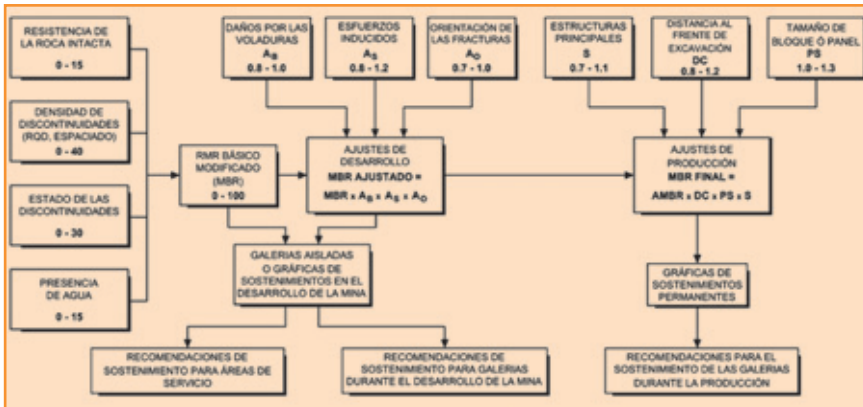 RESISTENCIA DE
LA ROCA INTACTA
0 - 15
DENSIDAD DE
DISCONTINUIDADES
(RQD, ESPACIADO)
0 - 40
ESTADO DE LAS
DISCONTINUIDADES
0 - 30
PRESENCIA
DE AGUA
0 - 15
RMR BÁSICO
MODIFICADO
(MBR)
0 - 100
DAÑOS POR LAS
VOLADURAS
AB
0.8 - 1.0
ESFUERZOS
INDUCIDOS
AS
0.8 - 1.2
ORIENTACIÓN DE
LAS FRACTURAS
AO
0.7 - 1.0
AJUSTES DE
DESARROLLO
MBR AJUSTADO =
MBR x AB x AS x AO
GALERIAS AISLADAS
O GRÁFICAS DE
SOSTENIMIENTOS EN EL
DESARROLLO DE LA MINA
RECOMENDACIONES DE
SOSTENIMIENTO PARA ÁREAS DE
SERVICIO
RECOMENDACIONES DE
SOSTENIMIENTO PARA GALERIAS
DURANTE EL DESARROLLO DE LA MINA
ESTRUCTURAS
PRINCIPALES
S
0.7 - 1.1
DISTANCIA AL
FRENTE DE
EXCAVACIÓN
DC
0.8 - 1.2
TAMAÑO DE
BLOQUE Ó PANEL
PS
1.0 - 1.3
AJUSTES DE
PRODUCCIÓN
MBR FINAL =
AMBR x DC x PS x S
GRÁFICAS DE
SOSTENIMIENTOS
PERMANENTES
RECOMENDACIONES PARA EL
SOSTENIMIENTO DE LAS GALERIAS
DURANTE LA PRODUCCIÓN